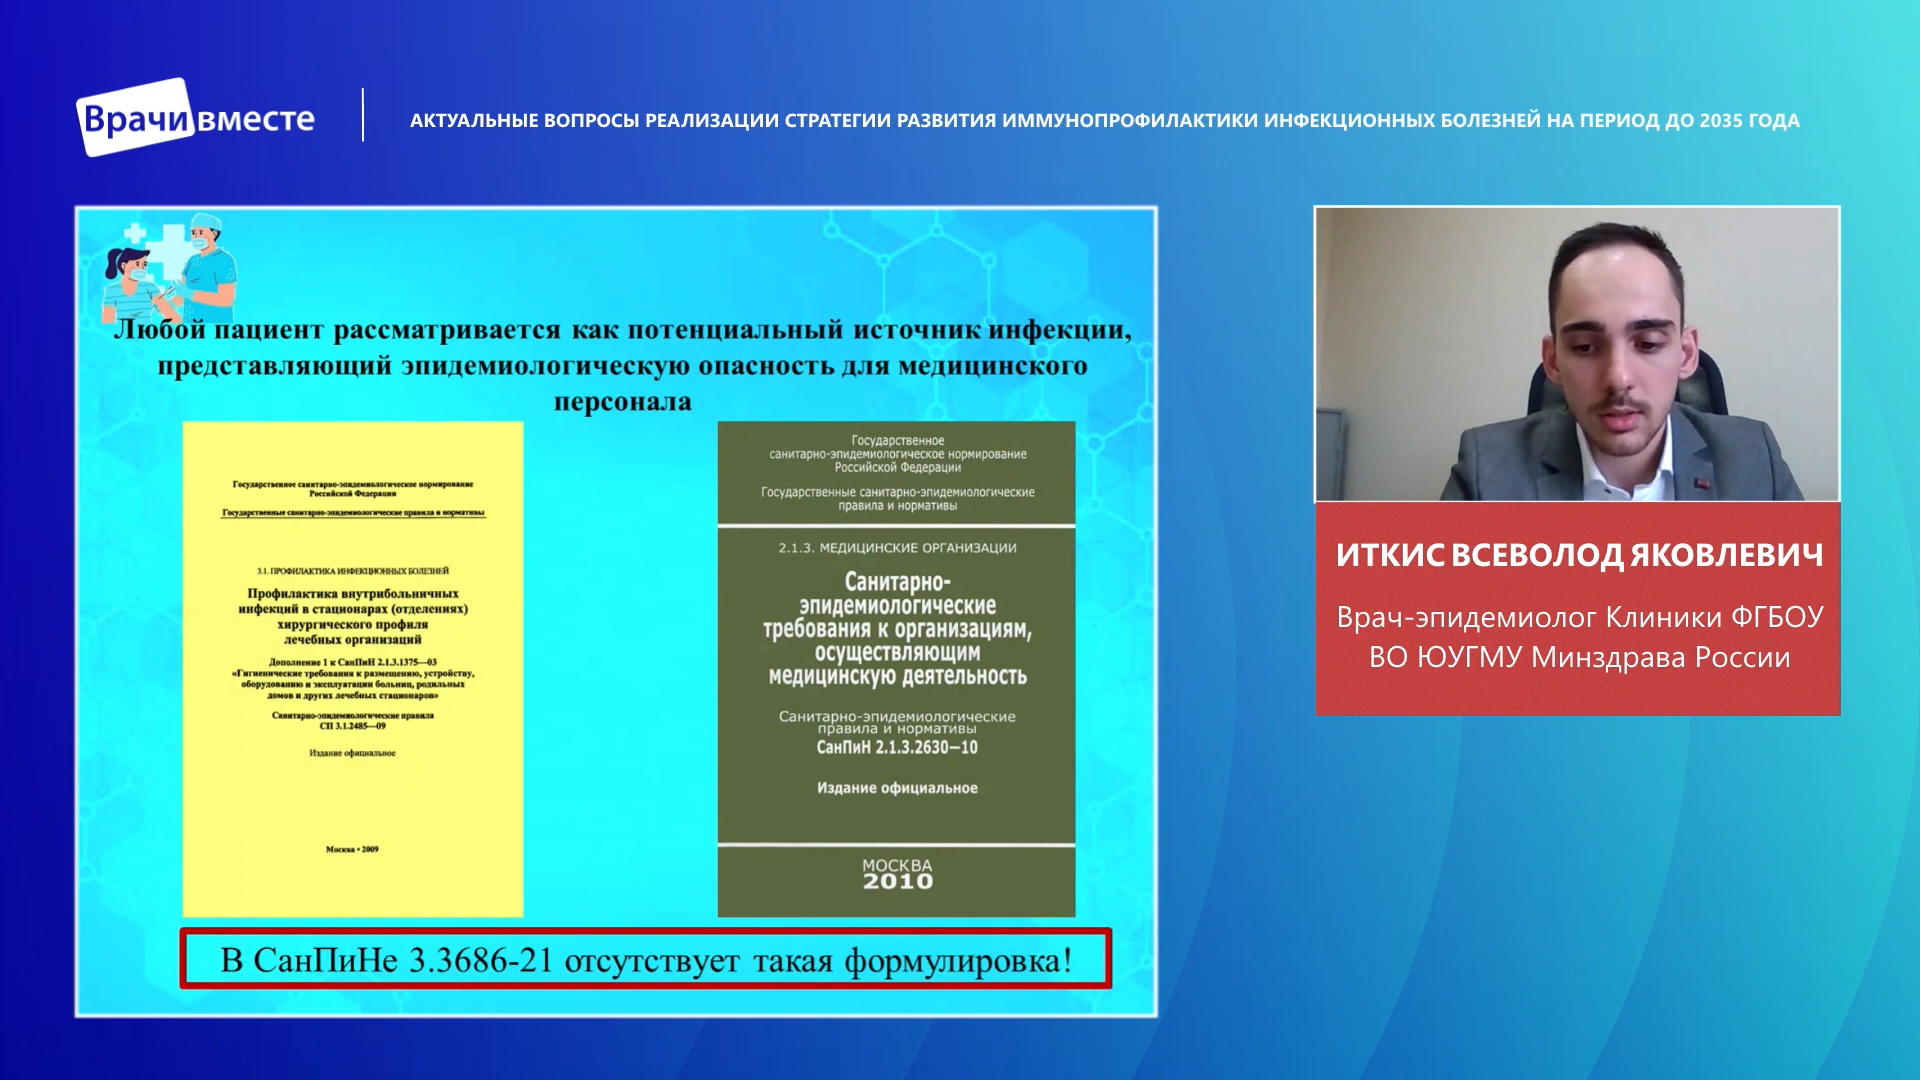 Врачи вместе
АКТУАЛЬНЫЕ ВОПРОСЫ РЕАЛИЗАЦИИ СТРАТЕГИИ РАЗВИТИЯ ИММУНОПРОФИЛАКТИКИ ИНФЕКЦИОННЫХ БОЛЕЗНЕЙ НА ПЕРИОД ДО 2035 ГОДА
Любой пациент рассматривается как потенциальный источник инфекции,
представляющий эпидемиологическую опасность для медицинского
персонала
Государственное санитарно-эпидемиологическое нормирование
Российской Федерации
Государственные санитарно-эпидемиологические правила и нормативы
3.1. ПРОФИЛАКТИКА ИНФЕКЦИОННЫХ БОЛЕЗНЕЙ
Профилактика внутрибольничных
инфекций в стационарах (отделениях)
хирургического профиля
лечебных организаций
Дополнение 1 к СанПиН 2.1.3.1375—03
«Гигиенические требования к размещению, устройству,
оборудованию и эксплуатации больниц, родильных
домов и других лечебных стационаров»
Санитарно-эпидемиологические правила
СП 3.1.2485—09
Издание официальное
Москва • 2009
Государственное
санитарно-эпидемиологическое нормирование
Российской Федерации
Государственные санитарно-эпидемиологические
правила и нормативы
2.1.3. МЕДИЦИНСКИЕ ОРГАНИЗАЦИИ
Санитарно-
эпидемиологические
требования к организациям,
осуществляющим
медицинскую деятельность
Санитарно-эпидемиологические
правила и нормативы
СанПиН 2.1.3.2630—10
Издание официальное
МОСКВА
2010
В СанПиНе 3.3686-21 отсутствует такая формулировка!
ИТКИС ВСЕВОЛОД ЯКОВЛЕВИЧ
Врач-эпидемиолог Клиники ФГБОУ
ВО ЮУГМУ Минздрава России